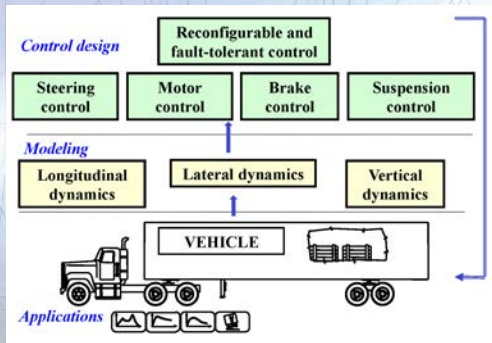 Control design
Reconfigurable and
fault-tolerant control
Steering
control
Motor
control
Brake
control
Suspension
control
Modeling
Longitudinal
dynamics
Lateral dynamics
Vertical
dynamics
VEHICLE
Applications